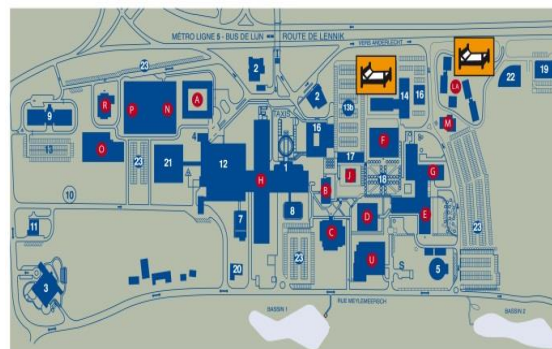 MÉTRO LIGNE 5 - BUS DE LIJN
ROUTE DE LENNIK
VERS ANDERLECHT
23
2
2
R
P
N
A
9
13
O
23
21
4
12
TAXIS
1
16
13b
14
16
F
17
J
18
LA
22
19
M
G
H
B
10
11
3
7
8
20
23
C
D
E
U
S
5
23
RUE MEYLEMEERSCH
BASSIN 1
BASSIN 2